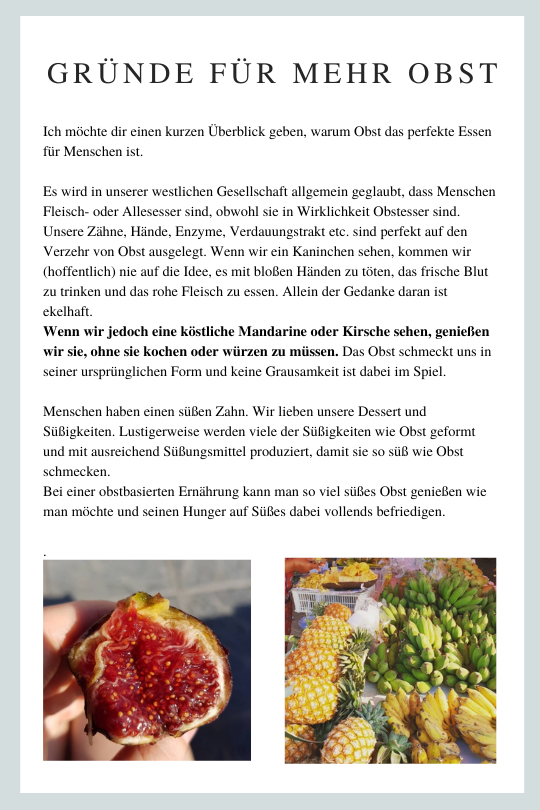 GRÜNDE FÜR MEHR OBST
Ich möchte dir einen kurzen Überblick geben, warum Obst das perfekte Essen
für Menschen ist.
Es wird in unserer westlichen Gesellschaft allgemein geglaubt, dass Menschen
Fleisch- oder Allesesser sind, obwohl sie in Wirklichkeit Obstesser sind.
Unsere Zähne, Hände, Enzyme, Verdauungstrakt etc. sind perfekt auf den
Verzehr von Obst ausgelegt. Wenn wir ein Kaninchen sehen, kommen wir
(hoffentlich) nie auf die Idee, es mit bloßen Händen zu töten, das frische Blut
zu trinken und das rohe Fleisch zu essen. Allein der Gedanke daran ist
ekelhaft.
Wenn wir jedoch eine köstliche Mandarine oder Kirsche sehen, genießen
wir sie, ohne sie kochen oder würzen zu müssen. Das Obst schmeckt uns in
seiner ursprünglichen Form und keine Grausamkeit ist dabei im Spiel.
Menschen haben einen süßen Zahn. Wir lieben unsere Dessert und
Süßigkeiten. Lustigerweise werden viele der Süßigkeiten wie Obst geformt
und mit ausreichend Süßungsmittel produziert, damit sie so süß wie Obst
schmecken.
Bei einer obstbasierten Ernährung kann man so viel süßes Obst genießen wie
man möchte und seinen Hunger auf Süßes dabei vollends befriedigen.
.